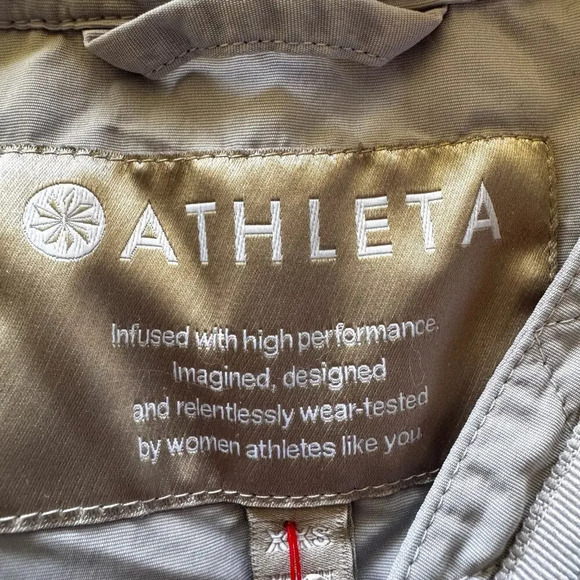 ATHLETA
Infused with high performance.
Imagined, designed
and relentlessly wear-tested
by women athletes like you.
XXS